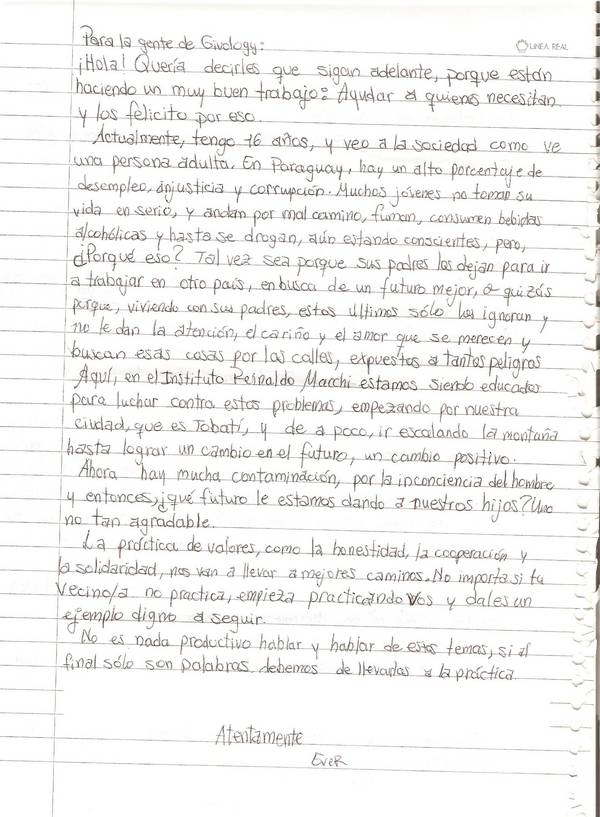 LINEA REAL
Para la gente de Givology:
¡Hola! Quería decirles que sigan adelante, porque están
haciendo un muy buen trabajo: Ayudar a quienes necesitan
y los felicito por eso.
Actualmente, tengo 16 años, y veo a la sociedad como ve
una persona adulta. En Paraguay, hay un alto porcentaje de
desempleo, injusticia y corrupción. Muchos jóvenes no toman su
vida en serio, y andan por mal camino, fuman, consumen bebidas
alcohólicas y hasta se drogan, aún estando conscientes, pero,
¿Porqué eso? Tal vez sea porque sus padres los dejan para ir
a trabajar en otro país, en busca de un futuro mejor, o quizás
porque, viviendo con sus padres, estos últimos sólo los ignoran y
no le dan la atención, el cariño y el amor que se merecen y
buscan esas cosas por las calles, expuestos a tantos peligros
Aquí, en el Instituto Reinaldo Macchi estamos siendo educados
para luchar contra estos problemas, empezando por nuestra
ciudad, que es Tobatí, y de a poco, ir escalando la montaña
hasta lograr un cambio en el futuro, un cambio positivo.
Ahora hay mucha contaminación, por la inconciencia del hombre
y entonces, ¿qué futuro le estamos dando a nuestros hijos? Uno
no tan agradable.
La práctica de valores, como la honestidad, la cooperación y
la solidaridad, nos van a llevar a mejores caminos. No importa si tu
vecino/a no practica, empieza practicando vos y dales un
ejemplo digno a seguir.
No es nada productivo hablar y hablar de estos temas, si al
final sólo son palabras, debemos de llevarlas a la práctica.
Atentamente
Ever